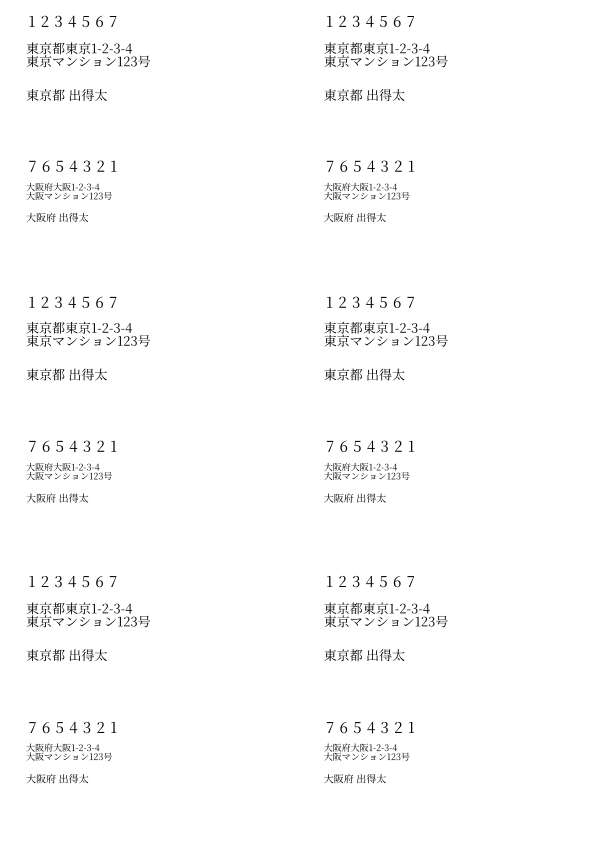 1 2 3 4 5 6 7
東京都東京1-2-3-4
東京マンション123号
東京都 出得太
7 6 5 4 3 2 1
大阪府大阪1-2-3-4
大阪マンション123号
大阪府 出得太
1 2 3 4 5 6 7
東京都東京1-2-3-4
東京マンション123号
東京都 出得太
7 6 5 4 3 2 1
大阪府大阪1-2-3-4
大阪マンション123号
大阪府 出得太
1 2 3 4 5 6 7
東京都東京1-2-3-4
東京マンション123号
東京都 出得太
7 6 5 4 3 2 1
大阪府大阪1-2-3-4
大阪マンション123号
大阪府 出得太
1 2 3 4 5 6 7
東京都東京1-2-3-4
東京マンション123号
東京都 出得太
7 6 5 4 3 2 1
大阪府大阪1-2-3-4
大阪マンション123号
大阪府 出得太
1 2 3 4 5 6 7
東京都東京1-2-3-4
東京マンション123号
東京都 出得太
7 6 5 4 3 2 1
大阪府大阪1-2-3-4
大阪マンション123号
大阪府 出得太
1 2 3 4 5 6 7
東京都東京1-2-3-4
東京マンション123号
東京都 出得太
7 6 5 4 3 2 1
大阪府大阪1-2-3-4
大阪マンション123号
大阪府 出得太